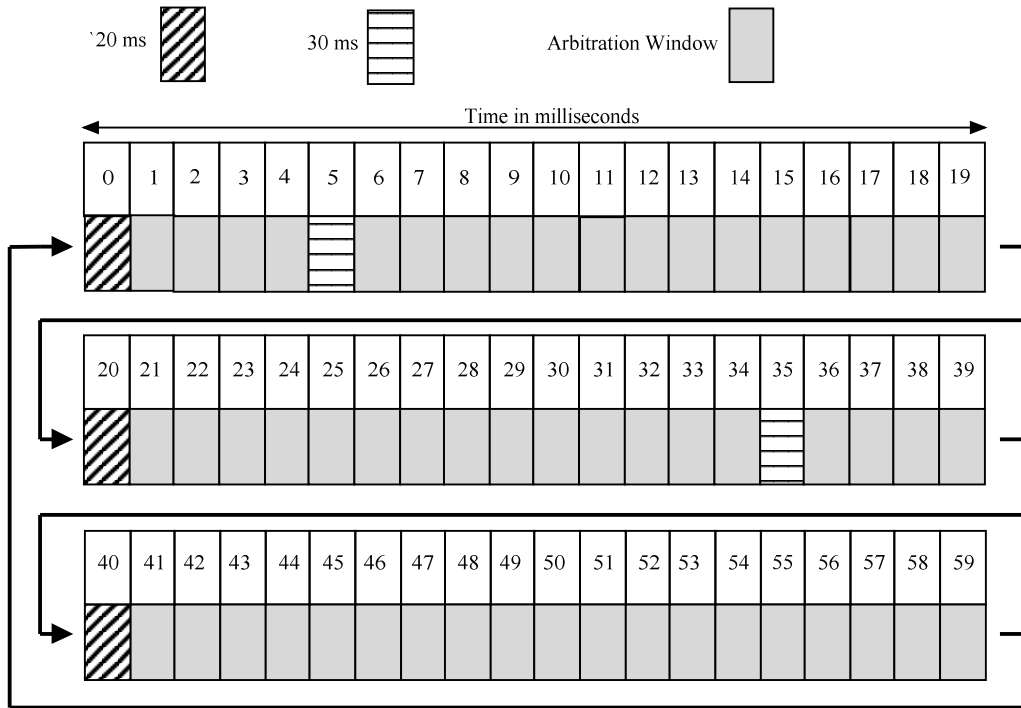 `20 ms 30 ms Arbitration Window
Time in milliseconds
0 1 2 3 4 5 6 7 8 9 10 11 12 13 14 15 16 17 18 19
20 21 22 23 24 25 26 27 28 29 30 31 32 33 34 35 36 37 38 39
40 41 42 43 44 45 46 47 48 49 50 51 52 53 54 55 56 57 58 59